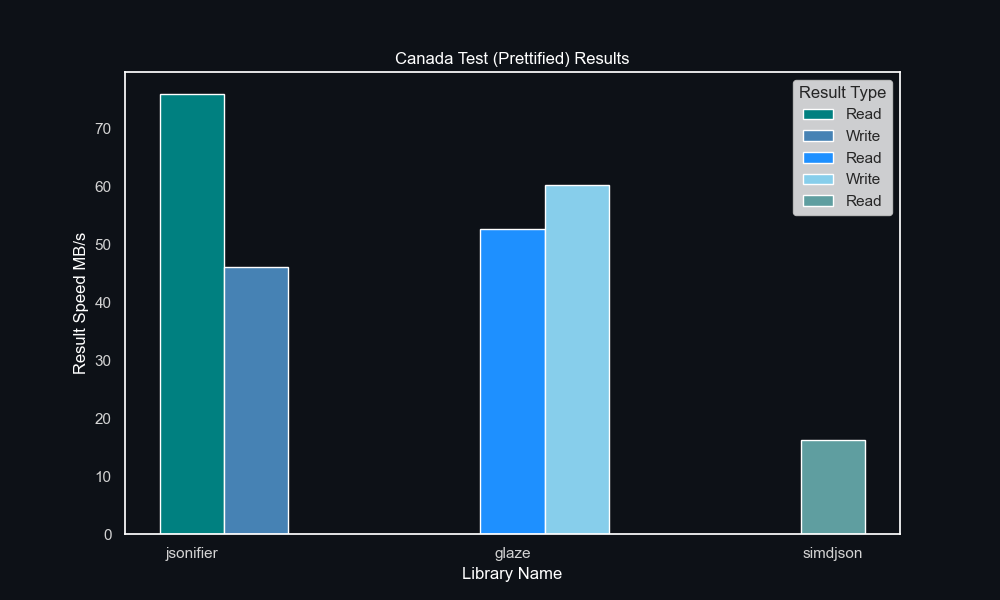 Canada Test (Prettified) Results
Result Type
Read
Write
Read
Write
Read
Result Speed MB/s
70
60
50
40
30
20
10
0
jsonifier
glaze
simdjson
Library Name